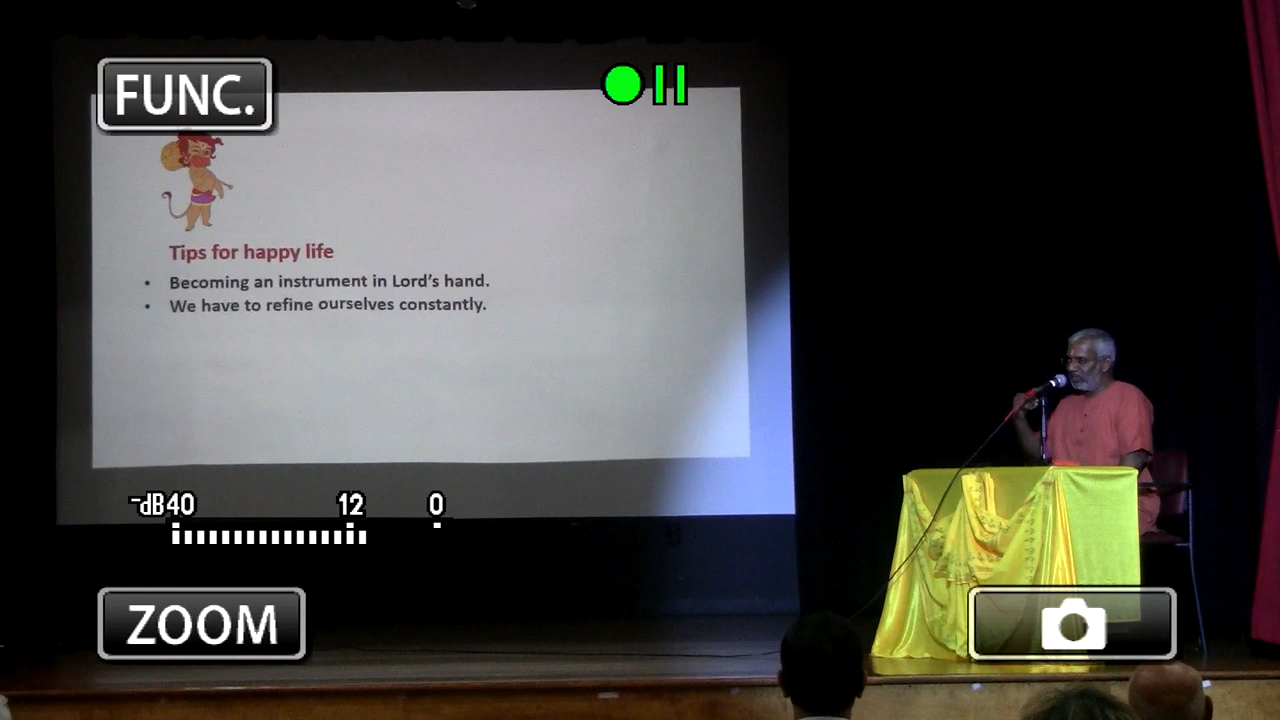 FUNC.
Tips for happy life
• Becoming an instrument in Lord's hand.
• We have to refine ourselves constantly.
-dB40 12 0
ZOOM